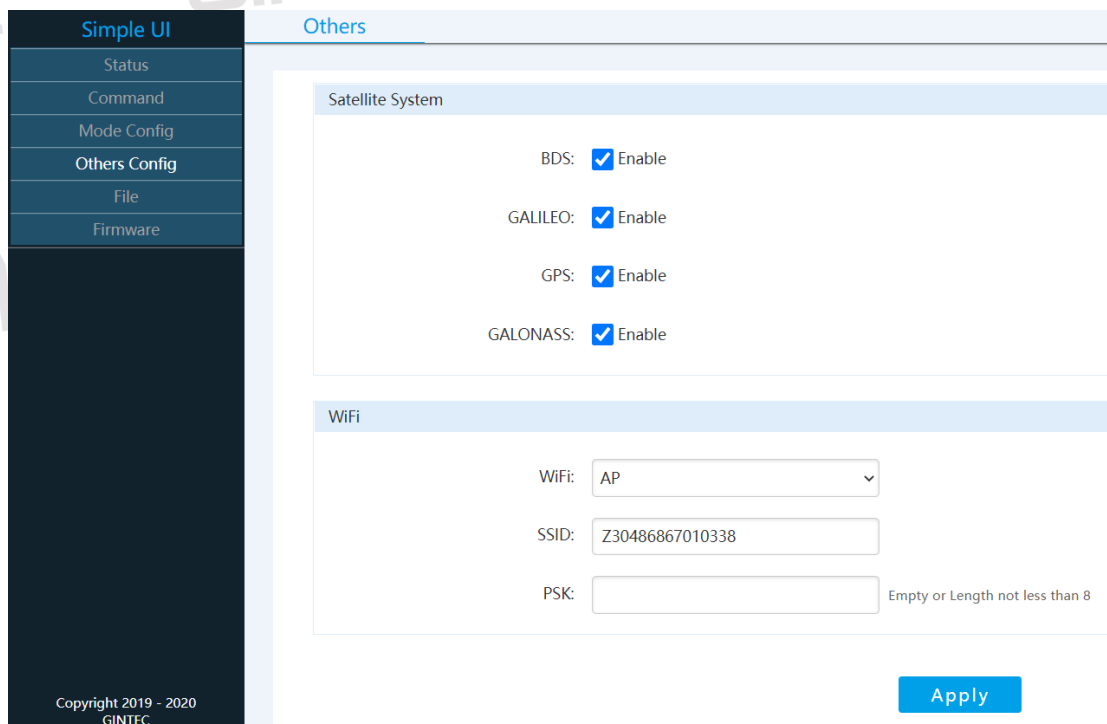 Simple UI
Status
Command
Mode Config
Others Config
File
Firmware
Copyright 2019 - 2020
GINTEC
Others
Satellite System
BDS: Enable
GALILEO: Enable
GPS: Enable
GALONASS: Enable
WiFi
WiFi: AP
SSID: Z30486867010338
PSK: Empty or Length not less than 8
Apply